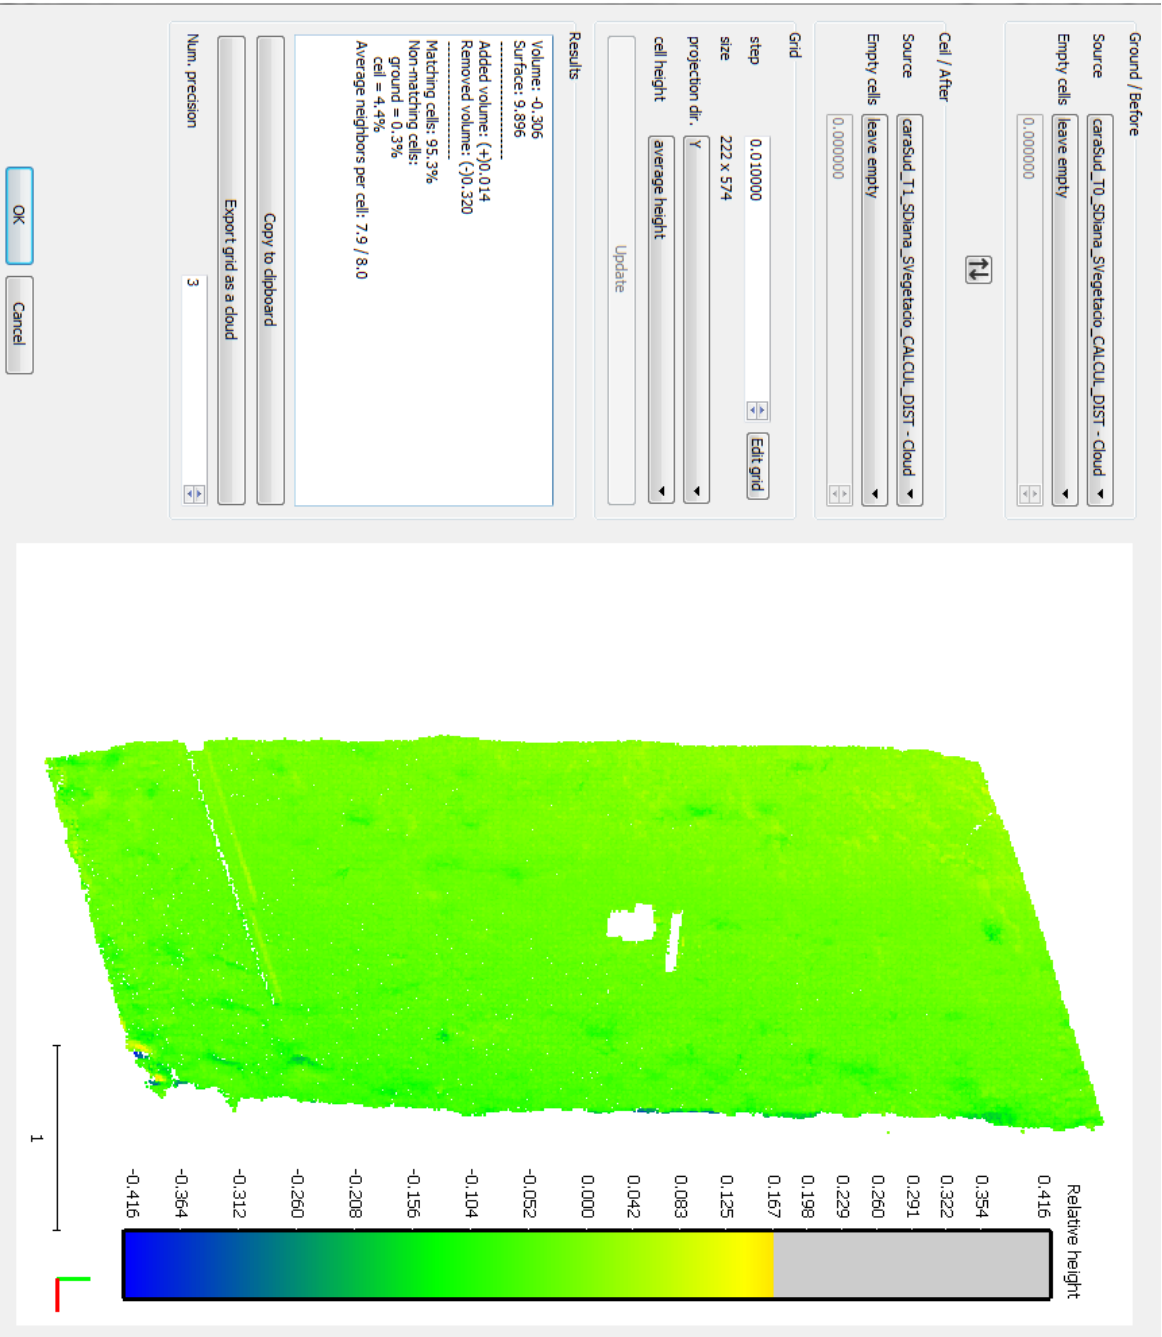 Ground / Before
Source caraSud_T0_SDiana_SVegetacio_CALCUL_DIST - Cloud
Empty cells leave empty
0.000000
Ceil / After
Source caraSud_T1_SDiana_SVegetacio_CALCUL_DIST - Cloud
Empty cells leave empty
0.000000
Grid
step 0.010000 Edit grid
size 222 x 574
projection dir. Y
cell height average height
Update
Results
Volume: -0.306
Surface: 9.896
----------------------
Added volume: (+)0.014
Removed volume: (-)0.320
----------------------
Matching cells: 95.3%
Non-matching cells:
ground = 0.3%
ceil = 4.4%
Average neighbors per cell: 7.9 / 8.0
Copy to clipboard
Export grid as a cloud
Num. precision 3
OK Cancel
Relative height
0.416
0.354
0.322
0.291
0.260
0.229
0.198
0.167
0.125
0.083
0.042
0.000
-0.052
-0.104
-0.156
-0.208
-0.260
-0.312
-0.364
-0.416
1